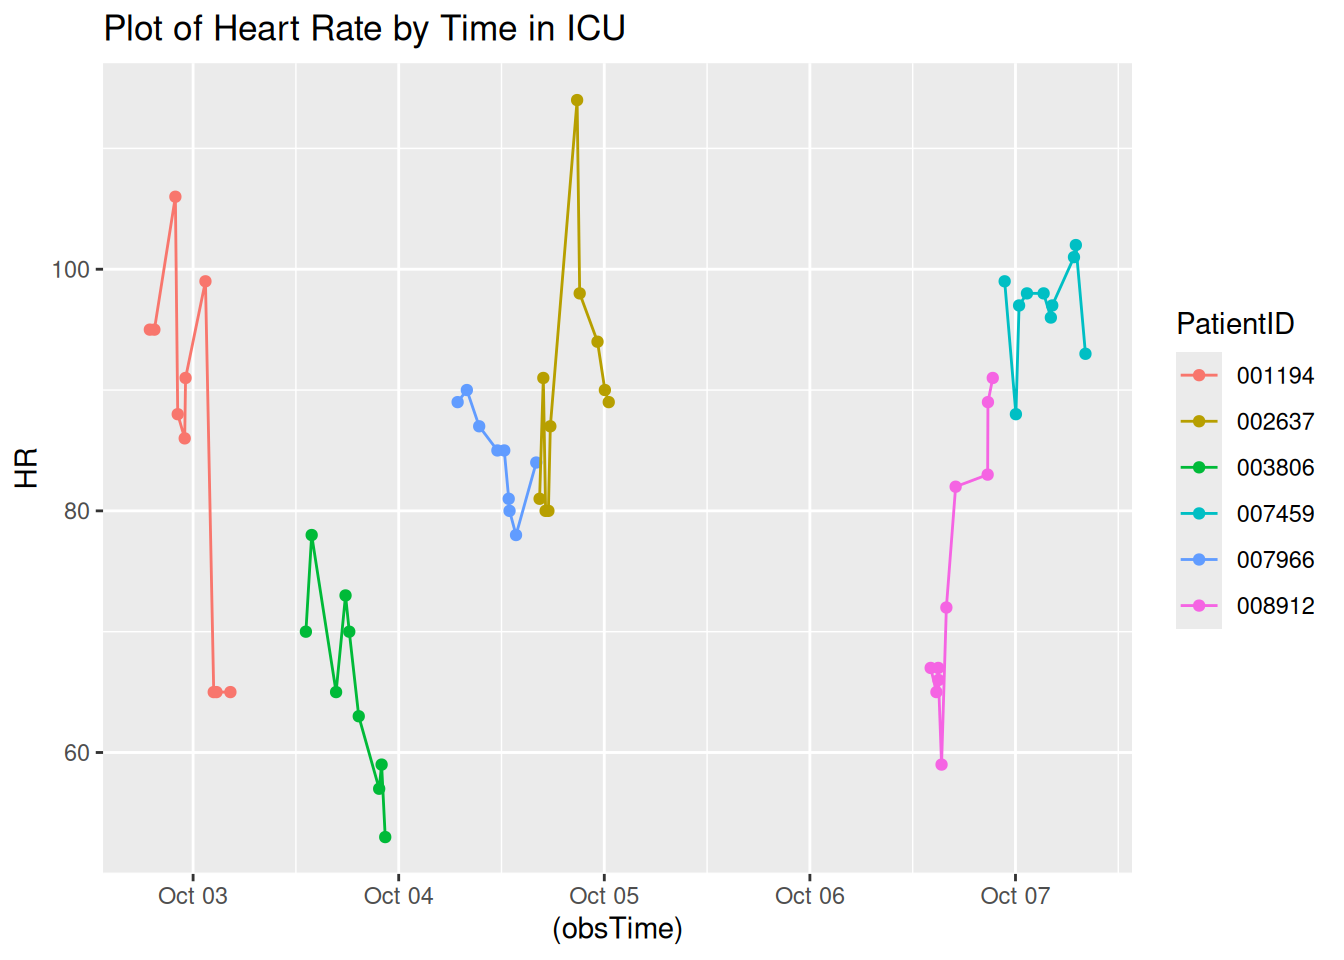 Plot of Heart Rate by Time in ICU
HR
100
80
60
Oct 03
Oct 04
Oct 05
Oct 06
Oct 07
(obsTime)
PatientID
001194
002637
003806
007459
007966
008912